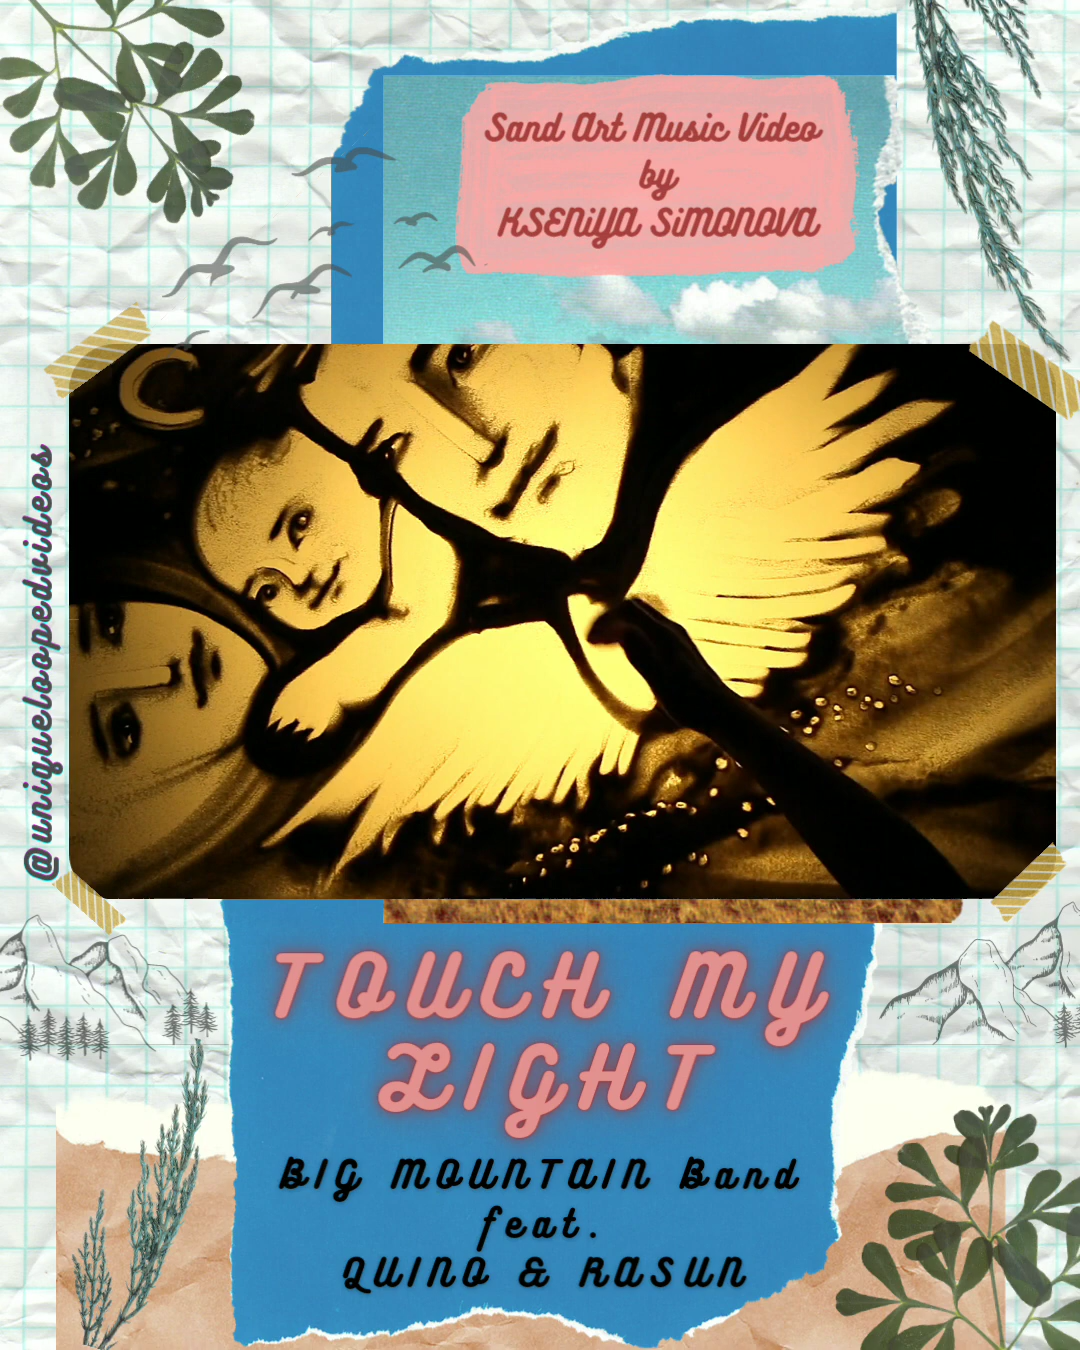 Sand Art Music Video
by
KSENiYA SiMONOVA
@uniqueloopedvideos
TOUCH MY
LIGHT
BIG MOUNTAIN Band
feat.
QUINO & RASUN